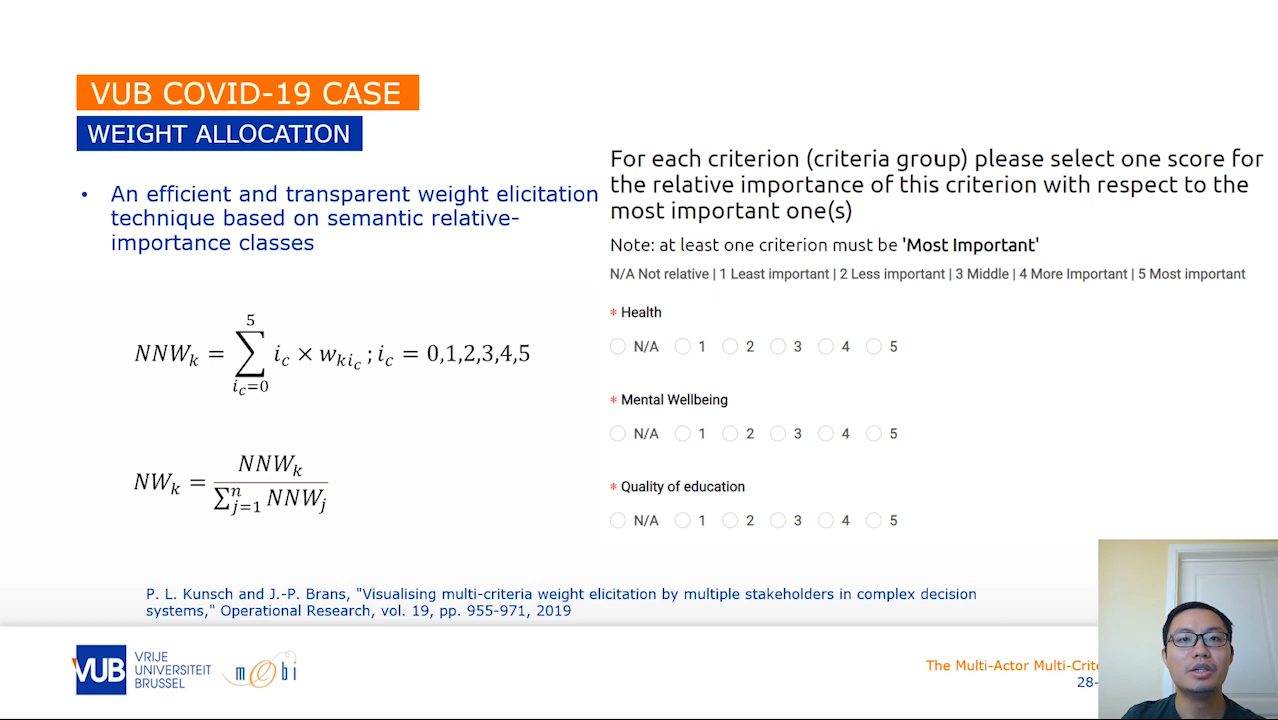 VUB COVID-19 CASE
WEIGHT ALLOCATION
• An efficient and transparent weight elicitation
technique based on semantic relative-
importance classes
NNW_k = \sum_{i_c=0}^{5} i_c × w_{ki_c} ; i_c = 0,1,2,3,4,5
NW_k = \frac{NNW_k}{\sum_{j=1}^{n} NNW_j}
For each criterion (criteria group) please select one score for
the relative importance of this criterion with respect to the
most important one(s)
Note: at least one criterion must be 'Most Important'
N/A Not relative | 1 Least important | 2 Less important | 3 Middle | 4 More Important | 5 Most important
* Health
N/A 1 2 3 4 5
* Mental Wellbeing
N/A 1 2 3 4 5
* Quality of education
N/A 1 2 3 4 5
P. L. Kunsch and J.-P. Brans, "Visualising multi-criteria weight elicitation by multiple stakeholders in complex decision
systems," Operational Research, vol. 19, pp. 955-971, 2019
VUB
VRIJE
UNIVERSITEIT
BRUSSEL
mobi
The Multi-Actor Multi-Crite
28-